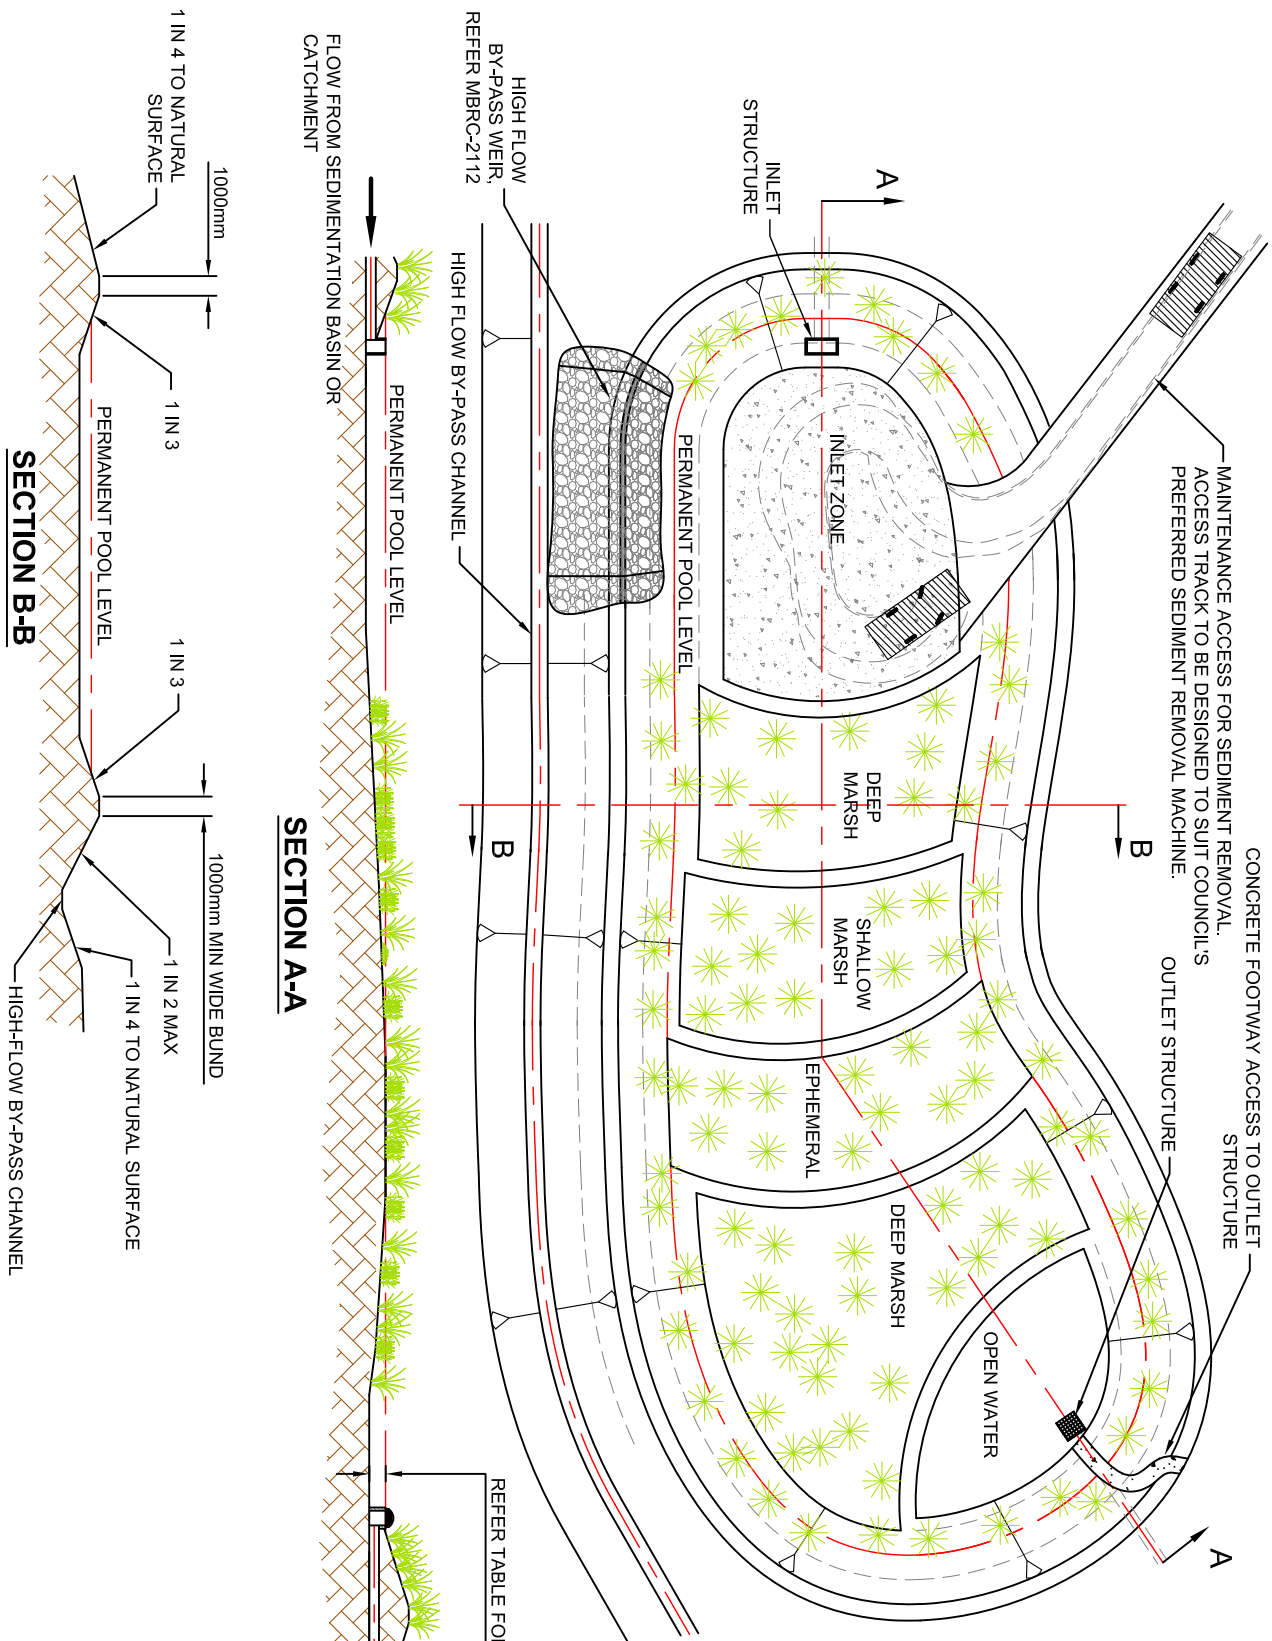 MAINTENANCE ACCESS FOR SEDIMENT REMOVAL.
ACCESS TRACK TO BE DESIGNED TO SUIT COUNCIL'S
PREFERRED SEDIMENT REMOVAL MACHINE.
CONCRETE FOOTWAY ACCESS TO OUTLET
STRUCTURE
OUTLET STRUCTURE
A
A
B
B
INLET
STRUCTURE
INLET ZONE
DEEP
MARSH
SHALLOW
MARSH
EPHEMERAL
DEEP MARSH
OPEN WATER
PERMANENT POOL LEVEL
HIGH FLOW
BY-PASS WEIR,
REFER MBRC-2112
HIGH FLOW BY-PASS CHANNEL
REFER TABLE FO
PERMANENT POOL LEVEL
FLOW FROM SEDIMENTATION BASIN OR
CATCHMENT
SECTION A-A
1000mm
1 IN 4 TO NATURAL
SURFACE
1 IN 3
PERMANENT POOL LEVEL
1 IN 3
1000mm MIN WIDE BUND
1 IN 2 MAX
1 IN 4 TO NATURAL SURFACE
HIGH-FLOW BY-PASS CHANNEL
SECTION B-B